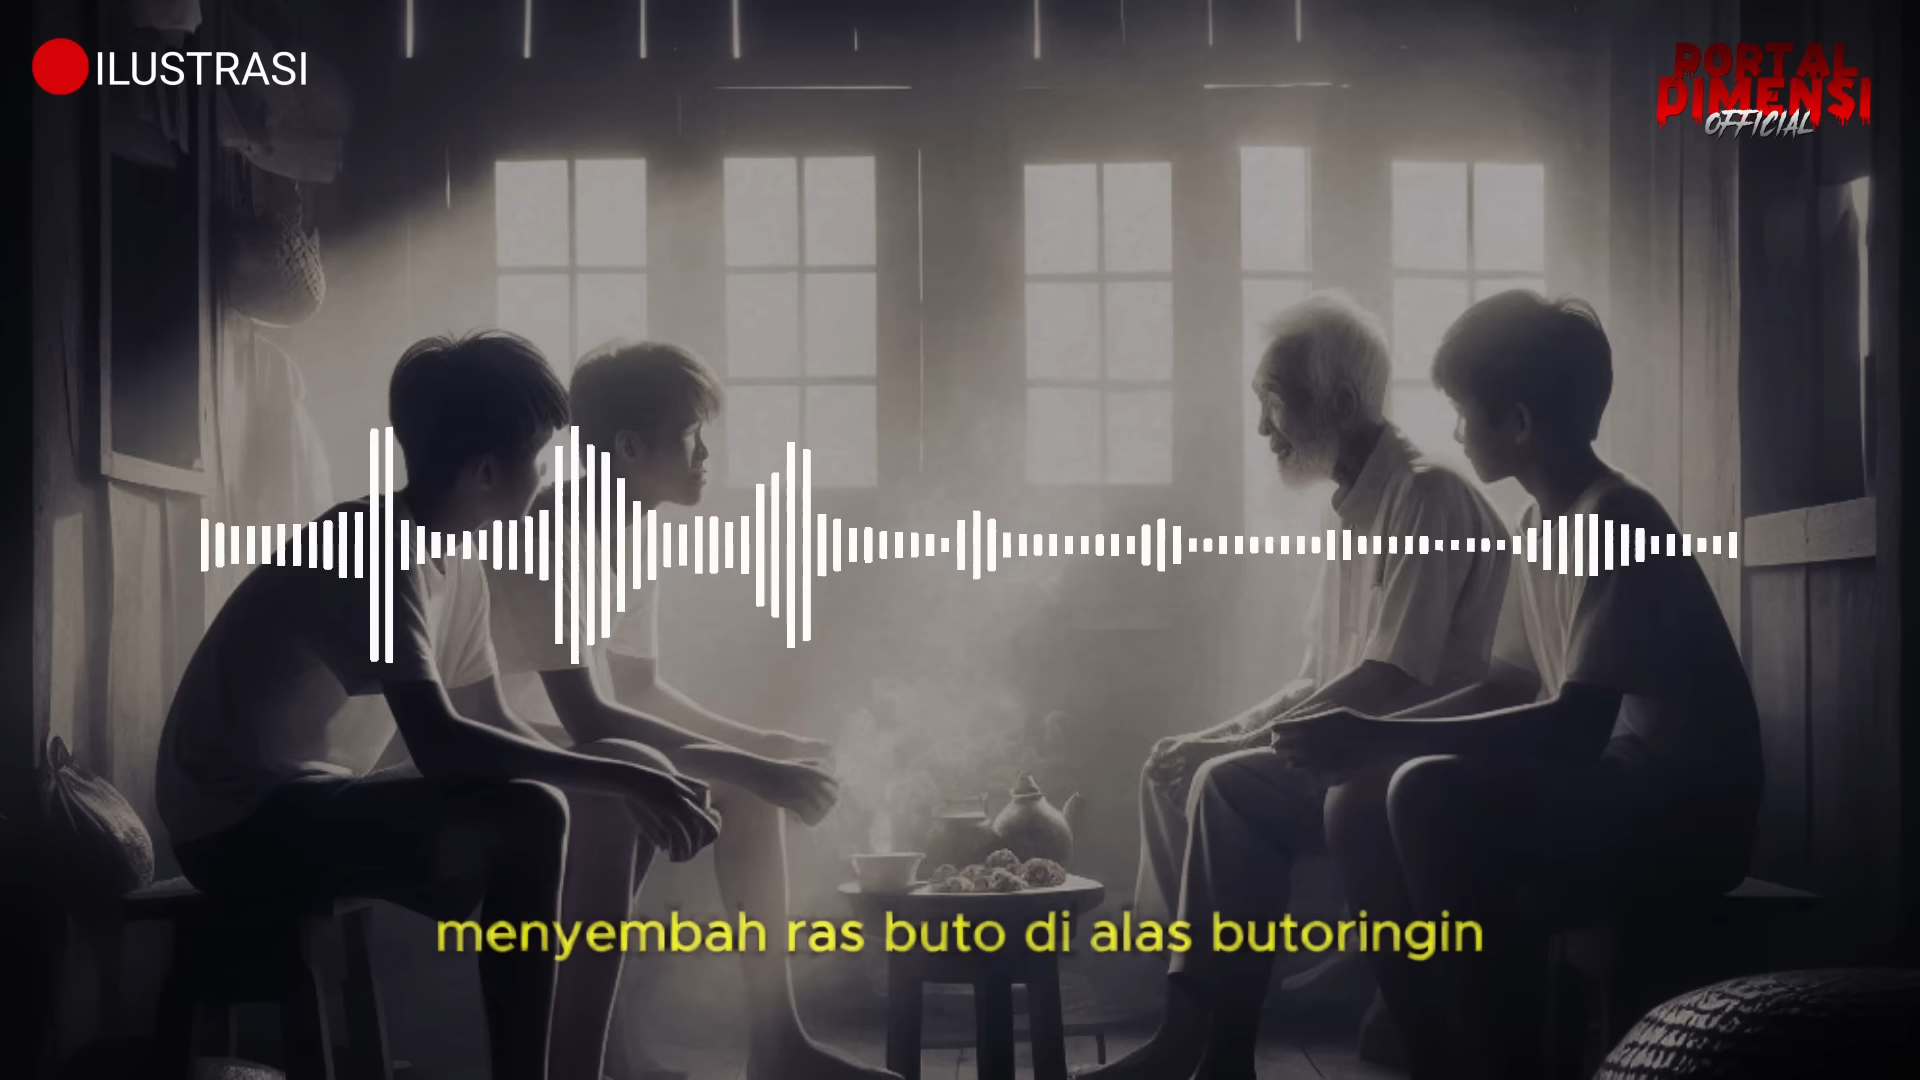 ILUSTRASI
PORTAL
DIMENSI
OFFICIAL
menyembah ras buto di alas butoringin